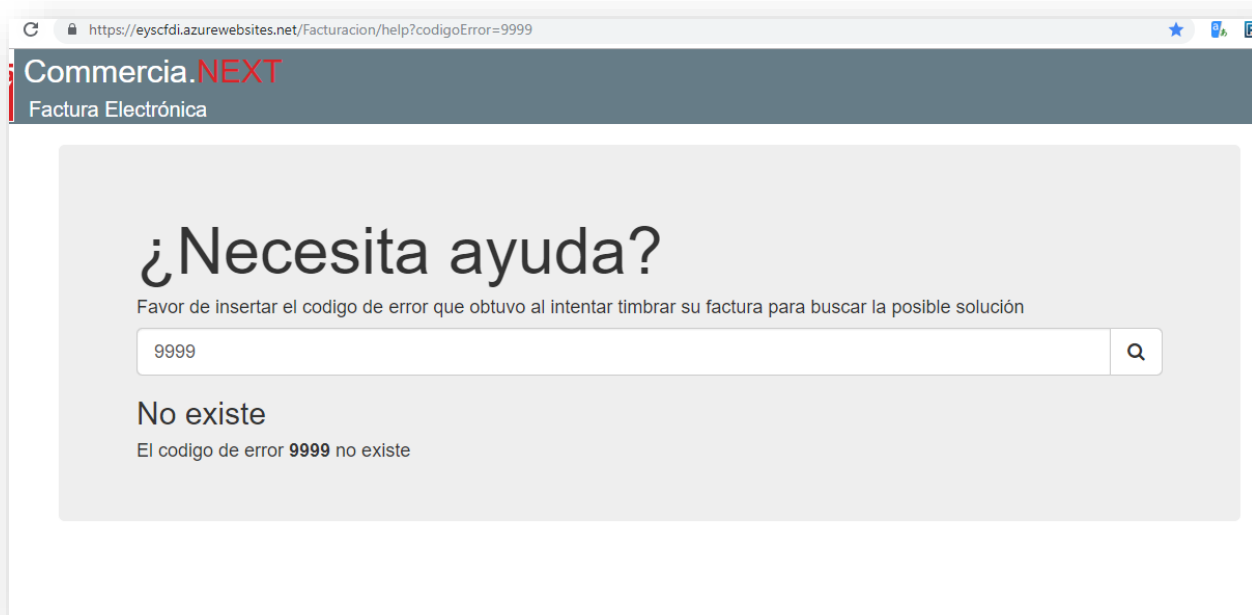 https://eyscfdi.azurewebsites.net/Facturacion/help?codigoError=9999
Commercia.NEXT
Factura Electrónica
¿Necesita ayuda?
Favor de insertar el codigo de error que obtuvo al intentar timbrar su factura para buscar la posible solución
9999
No existe
El codigo de error 9999 no existe